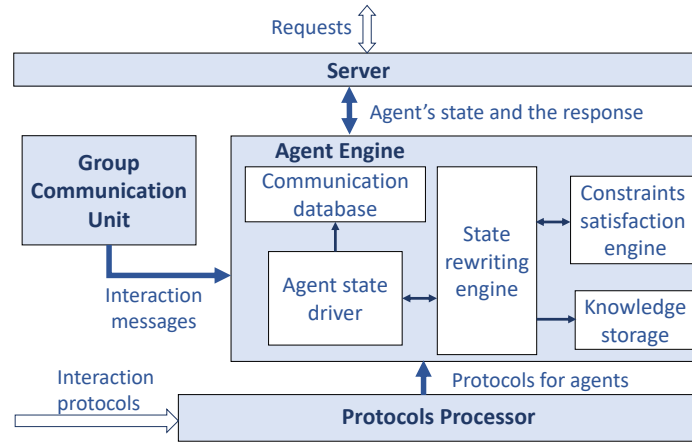 Requests
Server
Agent's state and the response
Group
Communication
Unit
Agent Engine
Communication
database
Agent state
driver
State
rewriting
engine
Constraints
satisfaction
engine
Knowledge
storage
Interaction
messages
Interaction
protocols
Protocols for agents
Protocols Processor